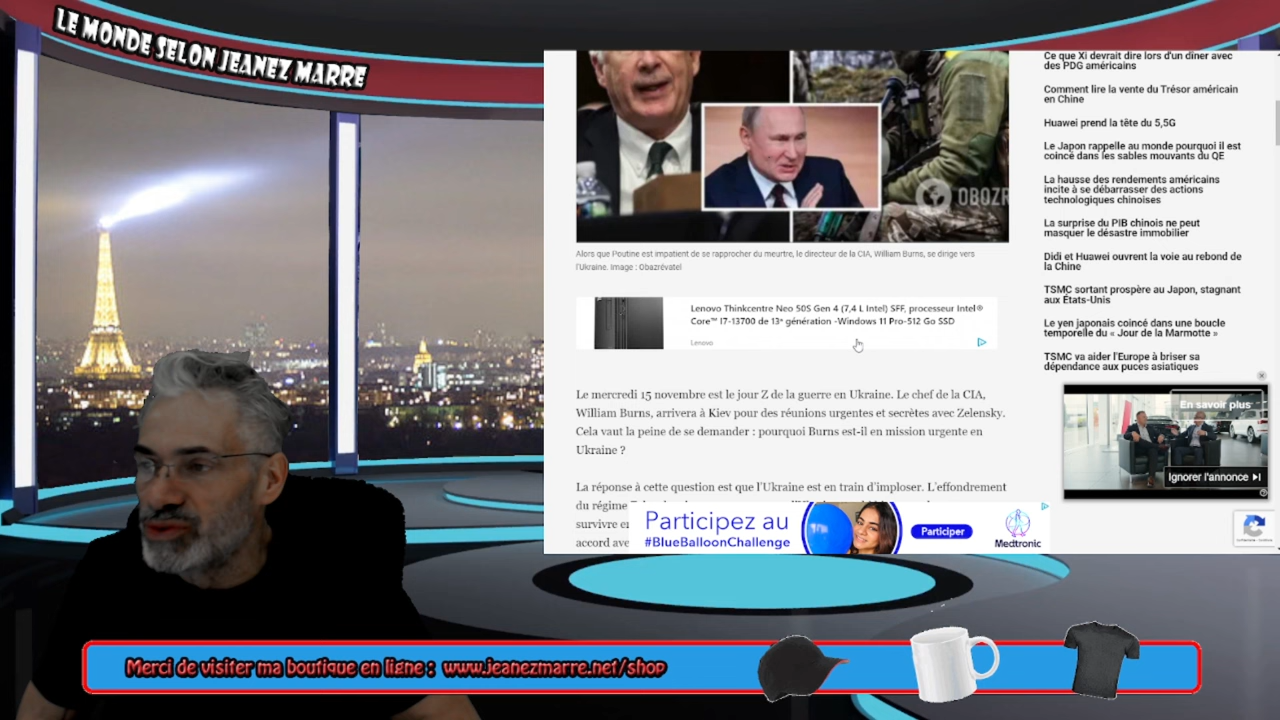 LE MONDE SELON JEANEZ MARRE
OBOZR
Alors que Poutine est impatient de se rapprocher du meurtre, le directeur de la CIA, William Burns, se dirige vers
l'Ukraine. Image : Obazrévatel
Lenovo Thinkcentre Neo 50S Gen 4 (7,4 L Intel) SFF, processeur Intel®
Core™ I7-13700 de 13ᵉ génération -Windows 11 Pro-512 Go SSD
Lenovo
Le mercredi 15 novembre est le jour Z de la guerre en Ukraine. Le chef de la CIA,
William Burns, arrivera à Kiev pour des réunions urgentes et secrètes avec Zelensky.
Cela vaut la peine de se demander : pourquoi Burns est-il en mission urgente en
Ukraine ?
La réponse à cette question est que l'Ukraine est en train d'imploser. L'effondrement
du régime
survivre
accord ave
Participez au
#BlueBalloonChallenge
Participer
Medtronic
Ce que Xi devrait dire lors d'un dîner avec
des PDG américains
Comment lire la vente du Trésor américain
en Chine
Huawei prend la tête du 5,5G
Le Japon rappelle au monde pourquoi il est
coincé dans les sables mouvants du QE
La hausse des rendements américains
incite à se débarrasser des actions
technologiques chinoises
La surprise du PIB chinois ne peut
masquer le désastre immobilier
Didi et Huawei ouvrent la voie au rebond de
la Chine
TSMC sortant prospère au Japon, stagnant
aux États-Unis
Le yen japonais coincé dans une boucle
temporelle du « Jour de la Marmotte »
TSMC va aider l'Europe à briser sa
dépendance aux puces asiatiques
En savoir plus
Ignorer l'annonce
Merci de visiter ma boutique en ligne : www.jeanezmarre.net/shop